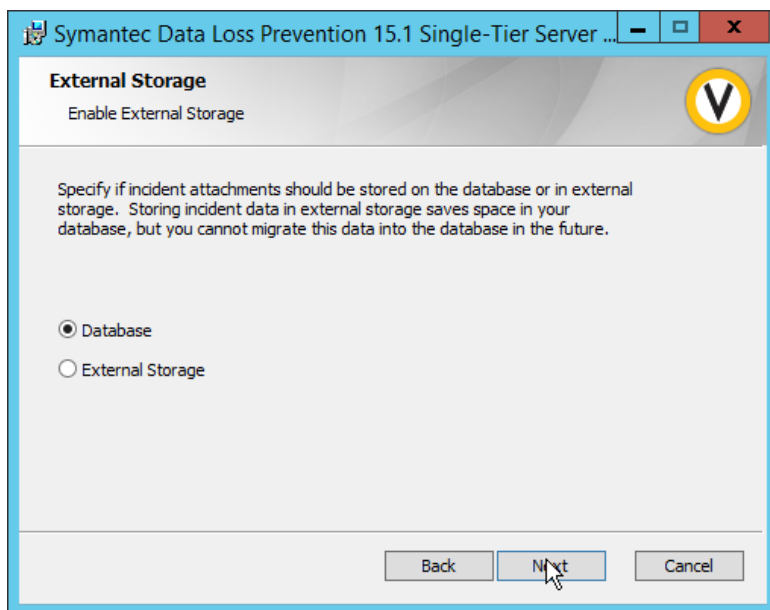 Symantec Data Loss Prevention 15.1 Single-Tier Server ...
External Storage
Enable External Storage
Specify if incident attachments should be stored on the database or in external
storage. Storing incident data in external storage saves space in your
database, but you cannot migrate this data into the database in the future.
Database
External Storage
Back
Next
Cancel